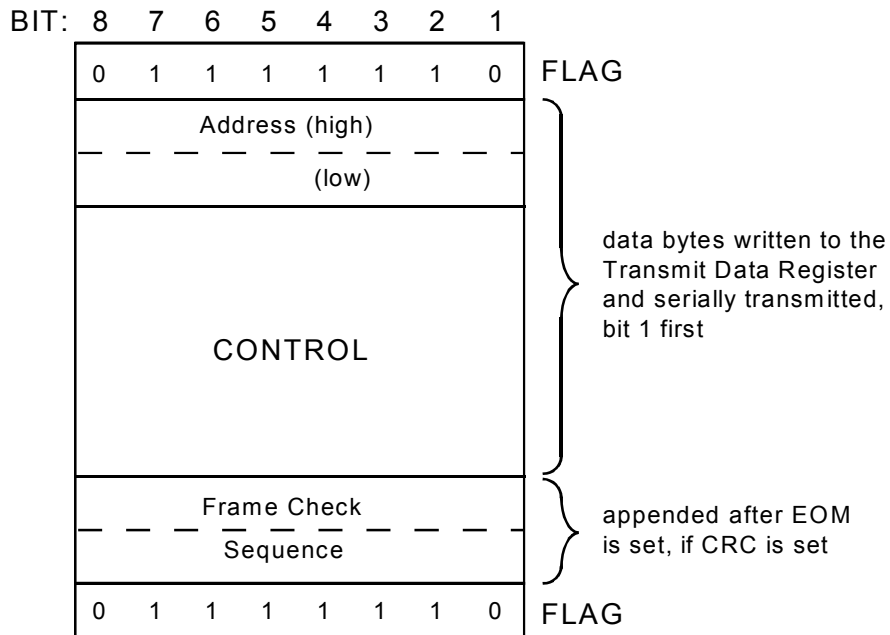 BIT: 8 7 6 5 4 3 2 1
0 1 1 1 1 1 1 0 FLAG
Address (high)
(low)
data bytes written to the
Transmit Data Register
and serially transmitted,
bit 1 first
CONTROL
Frame Check
Sequence
appended after EOM
is set, if CRC is set
0 1 1 1 1 1 1 0 FLAG